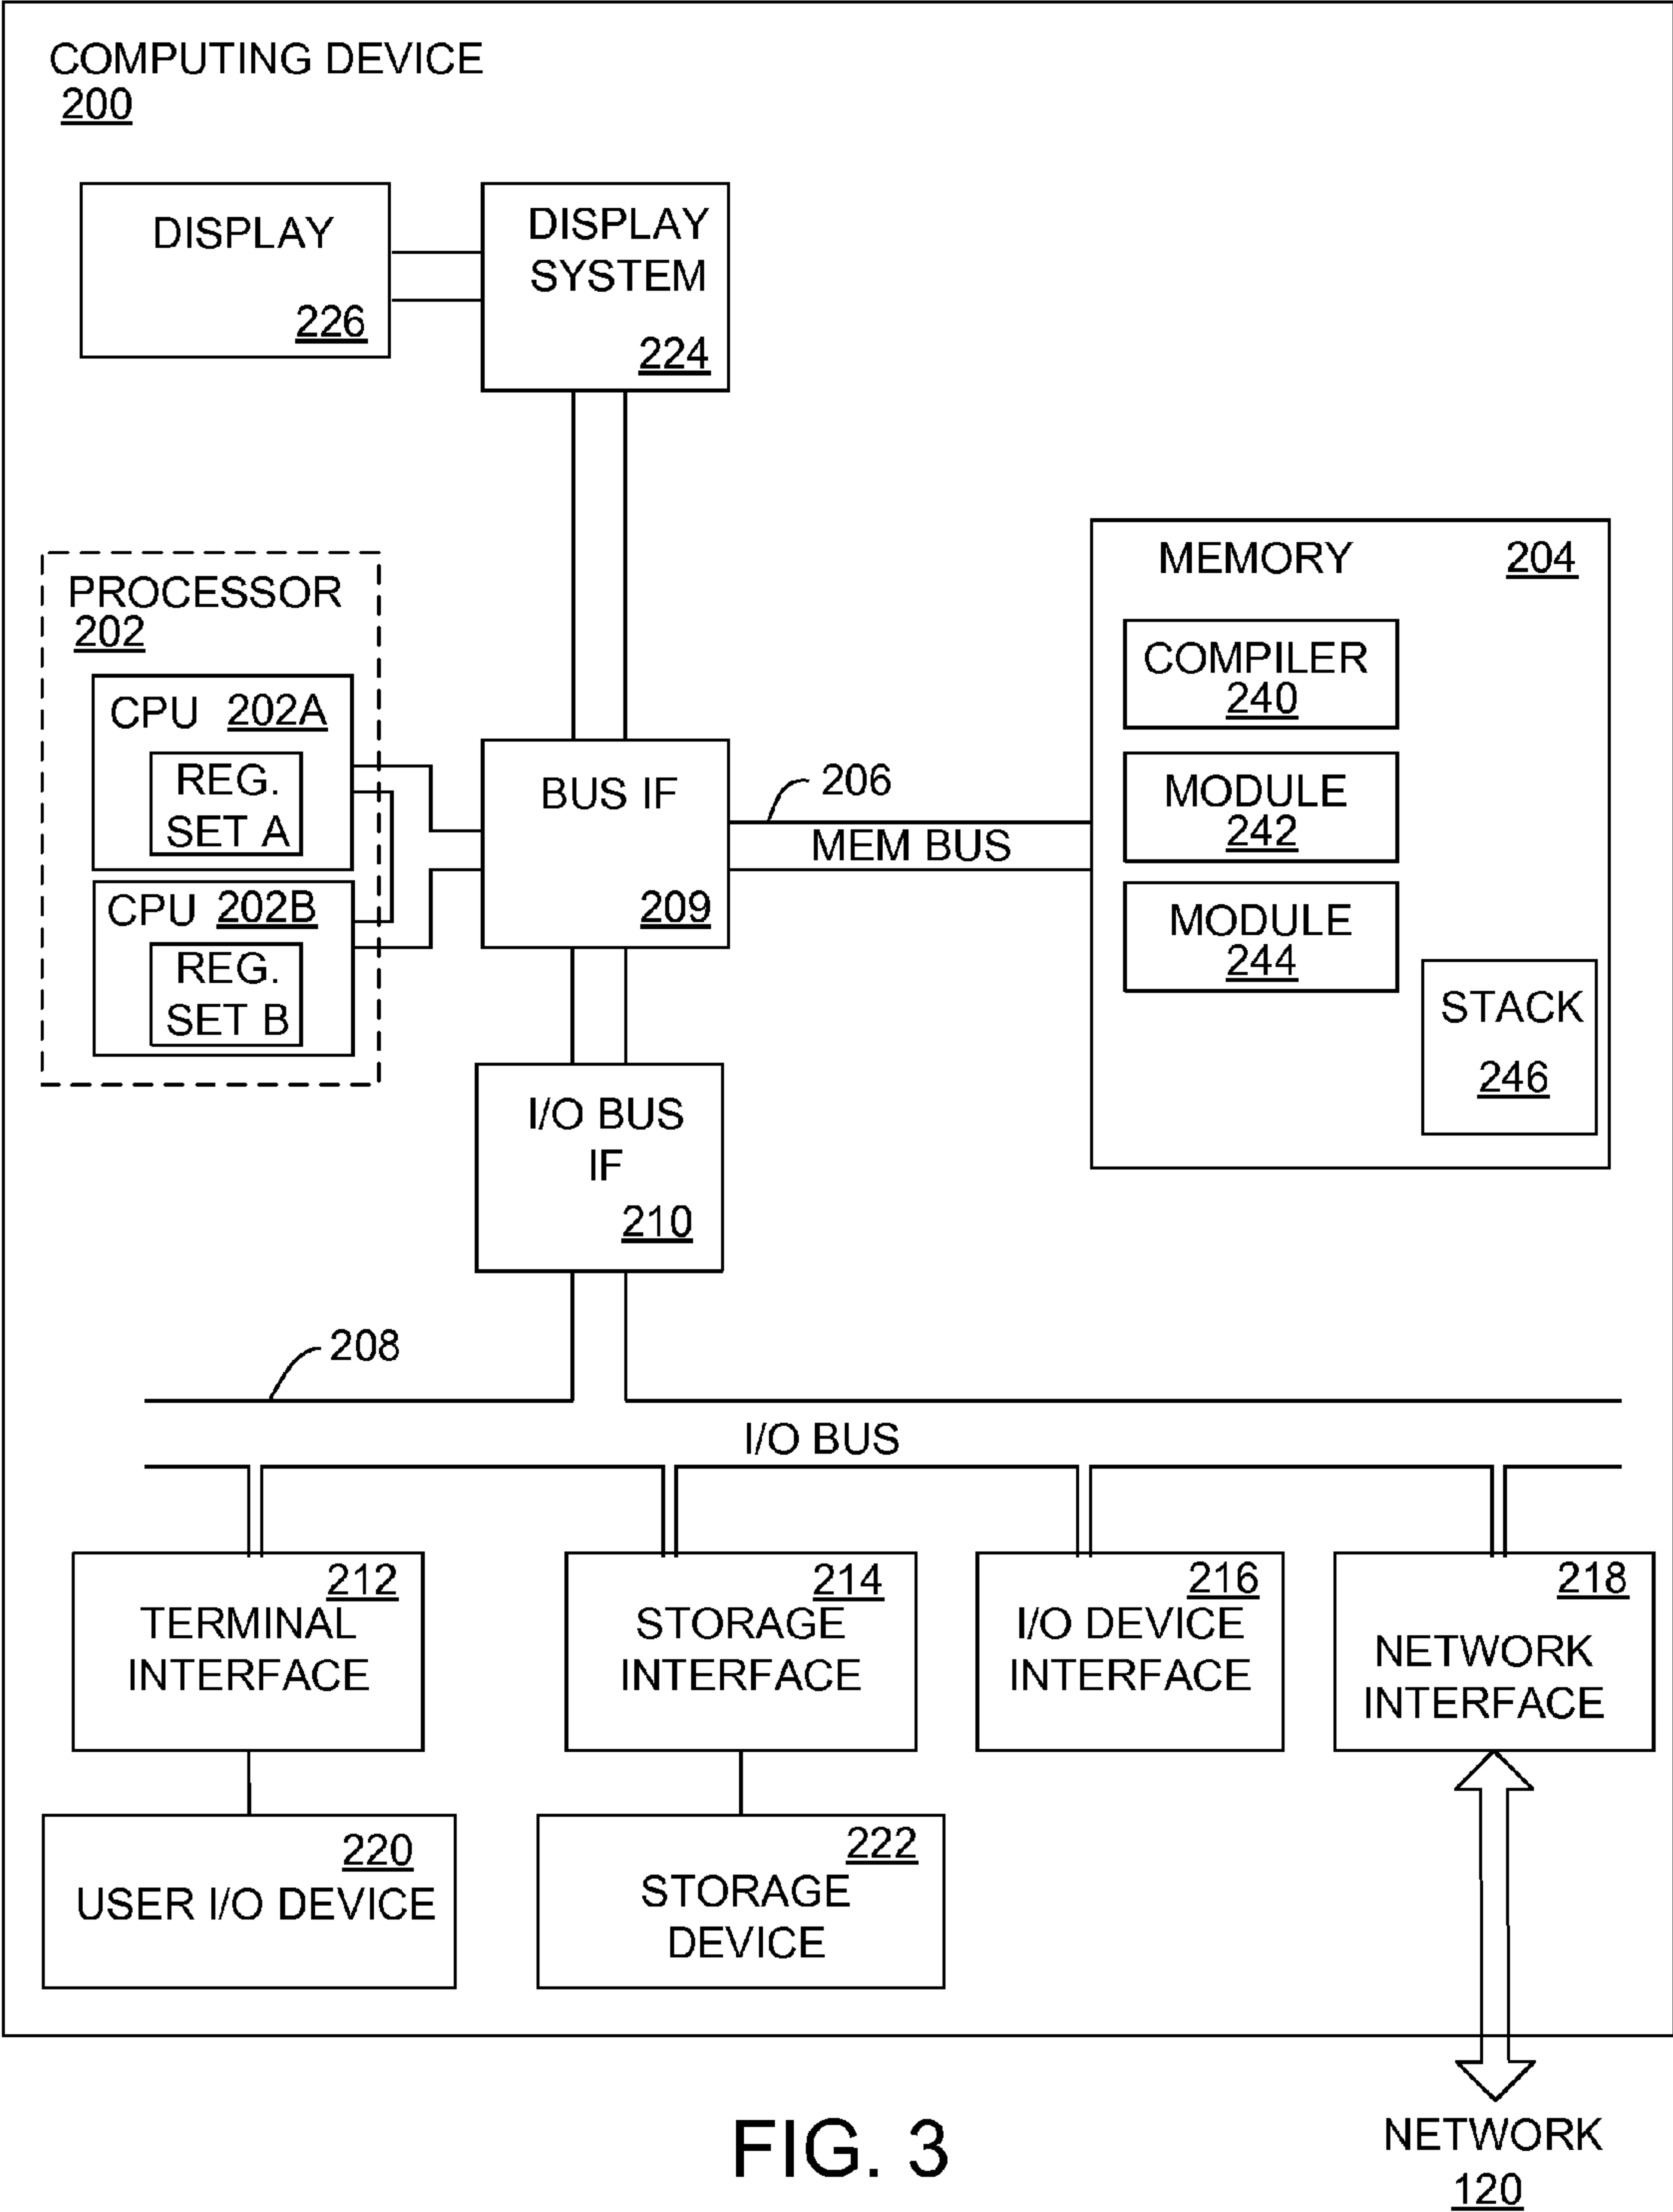 COMPUTING DEVICE
200
DISPLAY
226
DISPLAY
SYSTEM
224
PROCESSOR
202
CPU 202A
REG.
SET A
CPU 202B
REG.
SET B
BUS IF
209
206
MEM BUS
MEMORY 204
COMPILER
240
MODULE
242
MODULE
244
STACK
246
I/O BUS
IF
210
208
I/O BUS
212
TERMINAL
INTERFACE
214
STORAGE
INTERFACE
216
I/O DEVICE
INTERFACE
218
NETWORK
INTERFACE
220
USER I/O DEVICE
222
STORAGE
DEVICE
FIG. 3
NETWORK
120